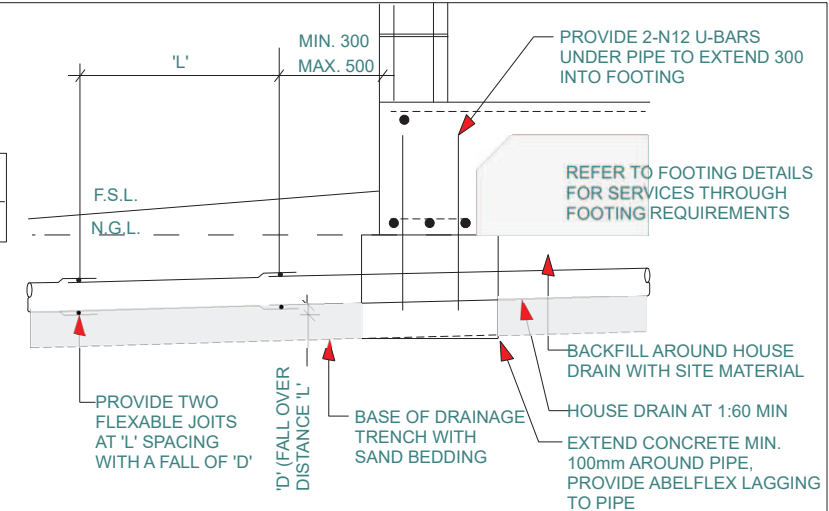 'L'
MIN. 300
MAX. 500
PROVIDE 2-N12 U-BARS
UNDER PIPE TO EXTEND 300
INTO FOOTING
REFER TO FOOTING DETAILS
FOR SERVICES THROUGH
FOOTING REQUIREMENTS
F.S.L.
N.G.L.
BACKFILL AROUND HOUSE
DRAIN WITH SITE MATERIAL
HOUSE DRAIN AT 1:60 MIN
EXTEND CONCRETE MIN.
100mm AROUND PIPE,
PROVIDE ABELFLEX LAGGING
TO PIPE
PROVIDE TWO
FLEXABLE JOITS
AT 'L' SPACING
WITH A FALL OF 'D'
'D' (FALL OVER
DISTANCE 'L'
BASE OF DRAINAGE
TRENCH WITH
SAND BEDDING